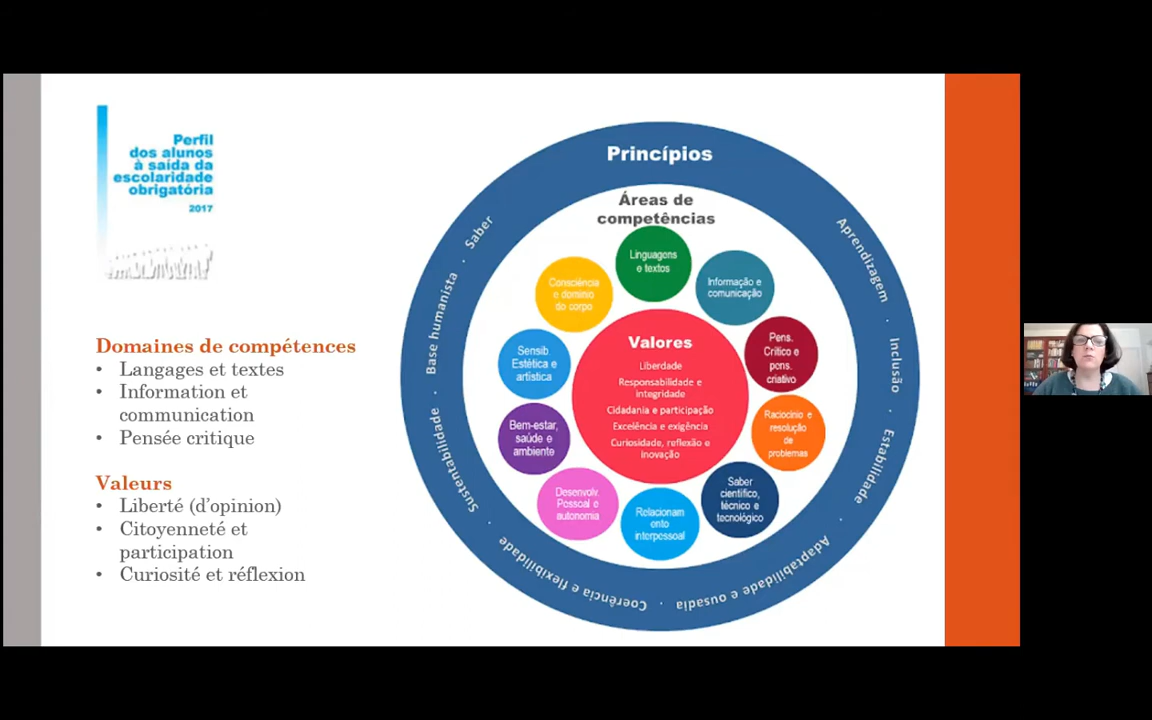 Perfil
dos alunos
à saída da
escolaridade
obrigatória
2017
Domaines de compétences
• Langages et textes
• Information et
communication
• Pensée critique
Valeurs
• Liberté (d'opinion)
• Citoyenneté et
participation
• Curiosité et réflexion
Princípios
Saber
Aprendizagem
Inclusão
Estabilidade
Adaptabilidade e ousadia
Coerência e flexibilidade
Sustentabilidade
Base humanista
Áreas de
competências
Linguagens
e textos
Informação e
comunicação
Pens.
Crítico e
pens.
criativo
Raciocínio e
resolução
de
problemas
Saber
científico,
técnico e
tecnológico
Relacionam
ento
interpessoal
Desenvolv.
Pessoal e
autonomia
Bem-estar,
saúde e
ambiente
Sensib.
Estética e
artística
Consciência
e domínio
do corpo
Valores
Liberdade
Responsabilidade e
integridade
Cidadania e participação
Excelência e exigência
Curiosidade, reflexão e
inovação